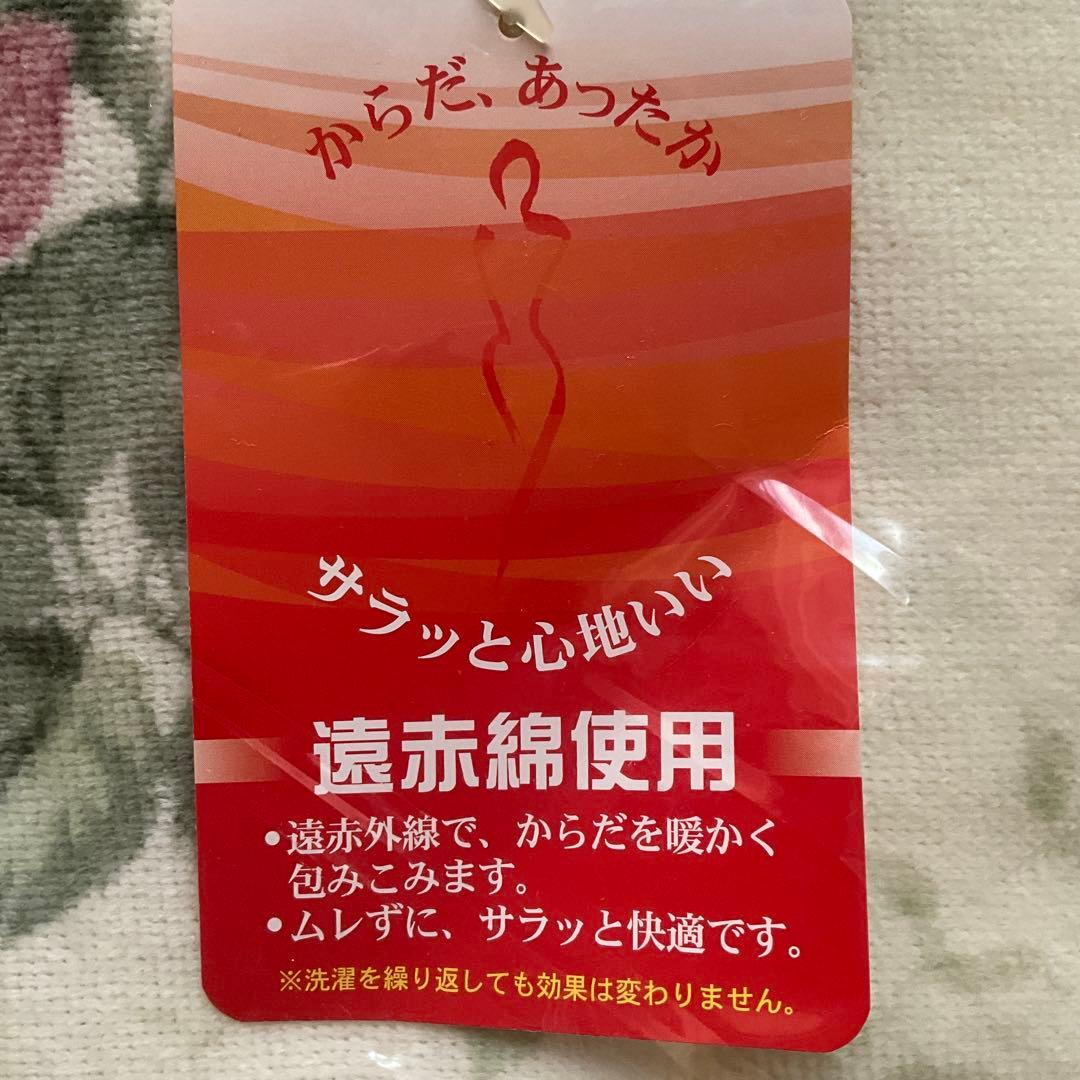 からだ、あったか
サラッと心地いい
遠赤綿使用
•遠赤外線で、からだを暖かく
包みこみます。
•ムレずに、サラッと快適です。
※洗濯を繰り返しても効果は変わりません。